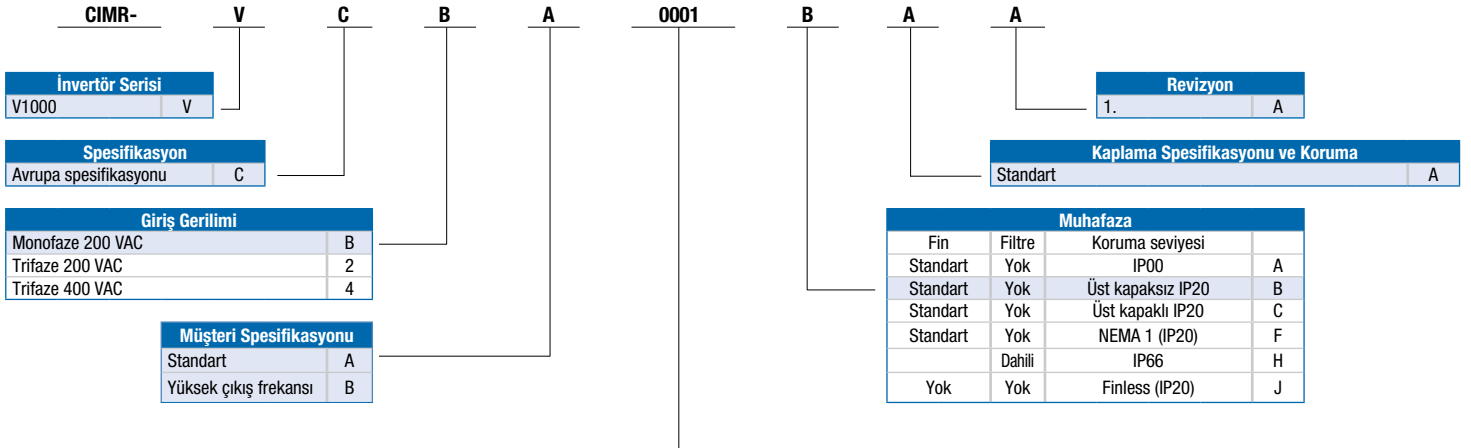 CIMR- V C B A 0001 B A A
İnvertör Serisi
V1000 V
Spesifikasyon
Avrupa spesifikasyonu C
Giriş Gerilimi
Monofaze 200 VAC B
Trifaze 200 VAC 2
Trifaze 400 VAC 4
Müşteri Spesifikasyonu
Standart A
Yüksek çıkış frekansı B
Revizyon
1. A
Kaplama Spesifikasyonu ve Koruma
Standart A
Muhafaza
Fin Filtre Koruma seviyesi
Standart Yok IP00 A
Standart Yok Üst kapaksız IP20 B
Standart Yok Üst kapaklı IP20 C
Standart Yok NEMA 1 (IP20) F
Dahili IP66 H
Yok Yok Finless (IP20) J